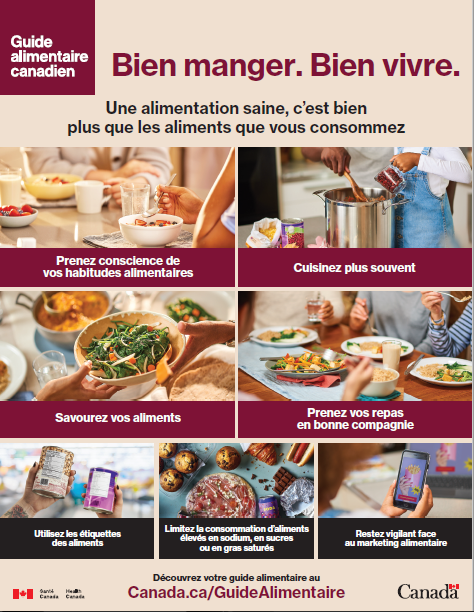 Guide
alimentaire
canadien
Bien manger. Bien vivre.
Une alimentation saine, c'est bien
plus que les aliments que vous consommez
Prenez conscience de
vos habitudes alimentaires
Cuisinez plus souvent
Savourez vos aliments
Prenez vos repas
en bonne compagnie
Utilisez les étiquettes
des aliments
Limitez la consommation d'aliments
élevés en sodium, en sucres
ou en gras saturés
Restez vigilant face
au marketing alimentaire
Santé
Canada
Health
Canada
Découvrez votre guide alimentaire au
Canada.ca/GuideAlimentaire
Canada